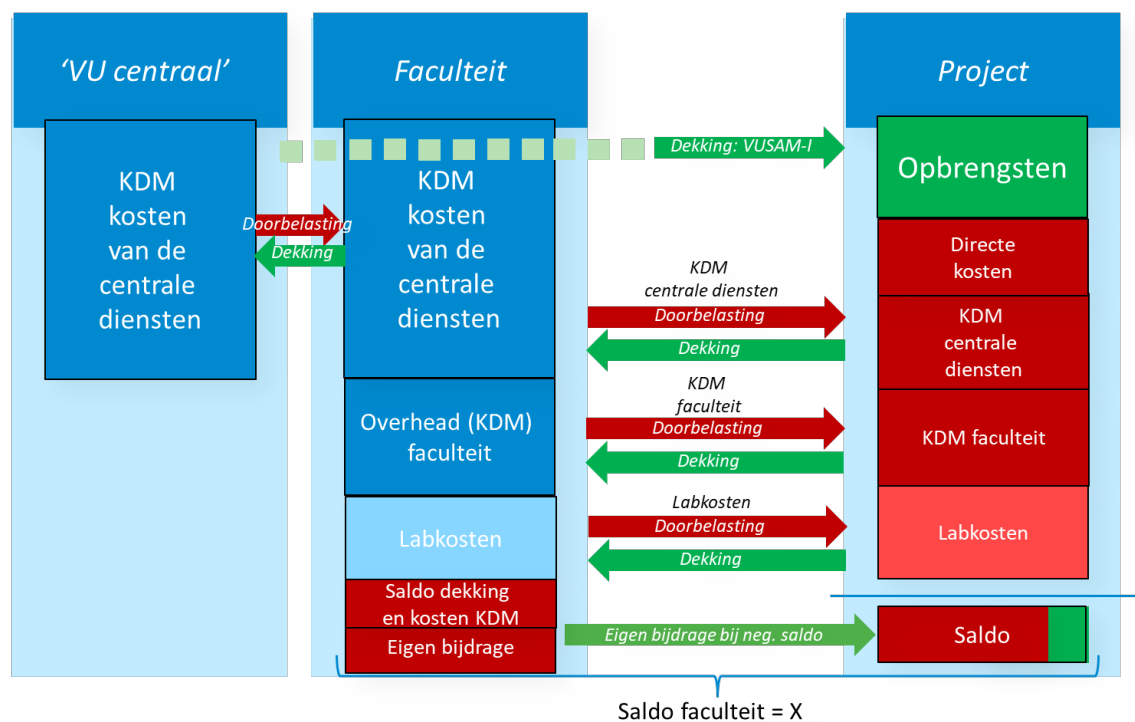 ‘VU centraal’
KDM
kosten
van de
centrale
diensten
Doorbelasting
Dekking
Faculteit
KDM
kosten
van de
centrale
diensten
Overhead (KDM)
faculteit
Labkosten
Saldo dekking
en kosten KDM
Eigen bijdrage
Dekking: VUSAM-I
KDM
centrale diensten
Doorbelasting
Dekking
KDM
faculteit
Doorbelasting
Dekking
Labkosten
Doorbelasting
Dekking
Eigen bijdrage bij neg. saldo
Project
Opbrengsten
Directe
kosten
KDM
centrale
diensten
KDM faculteit
Labkosten
Saldo
Saldo faculteit = X